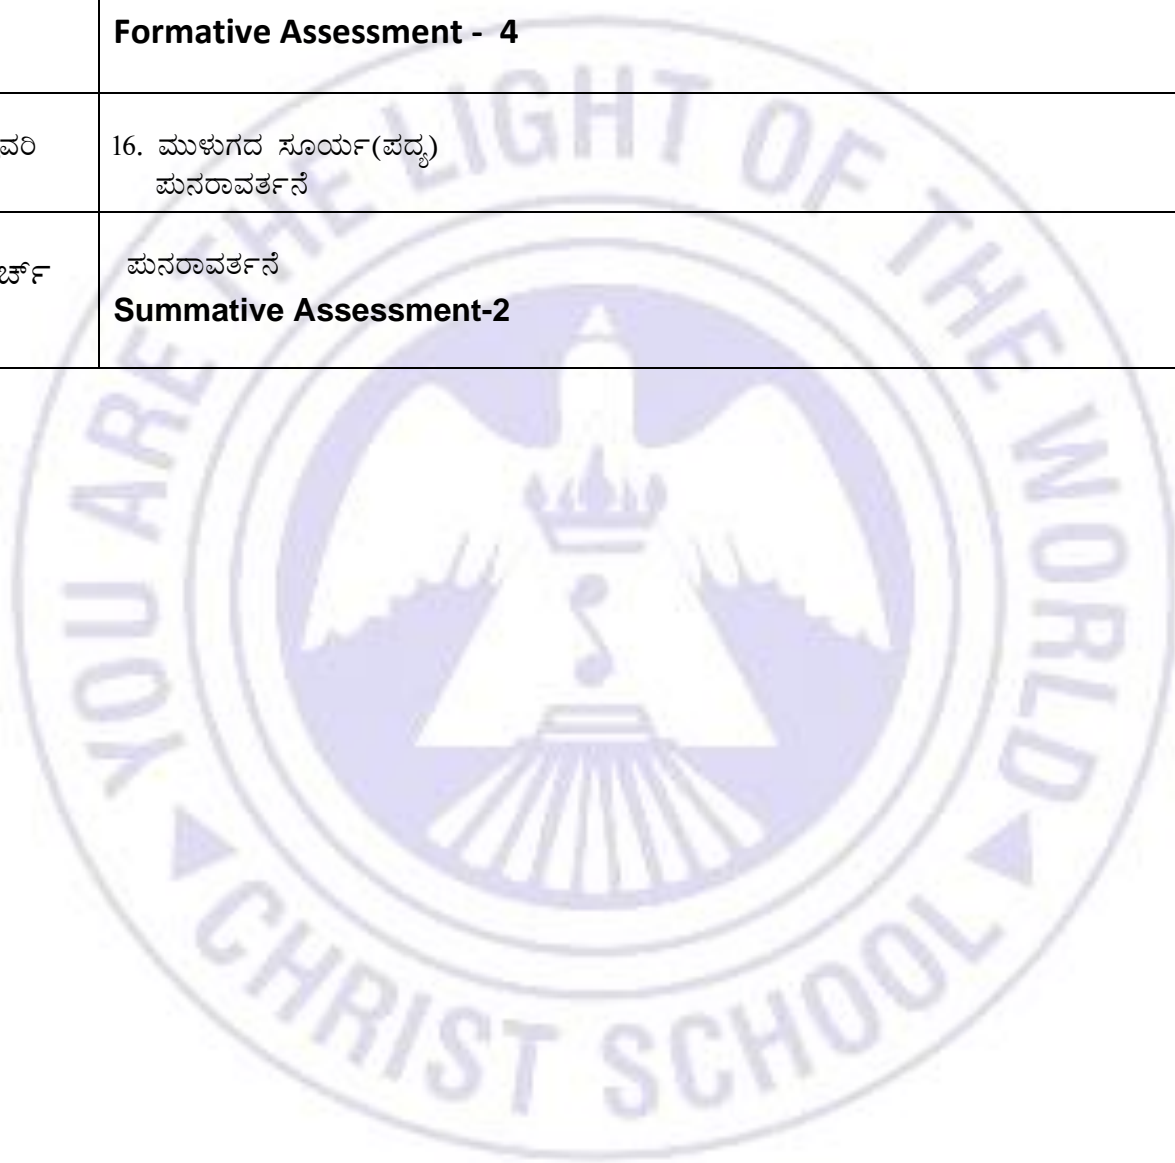 Formative Assessment - 4
ವರಿ
16. ಮುಳುಗದ ಸೂರ್ಯ(ಪದ್ಯ)
ಪುನರಾವರ್ತನೆ
ರ್ಚ್
ಪುನರಾವರ್ತನೆ
Summative Assessment-2
YOU ARE THE LIGHT OF THE WORLD
CHRIST SCHOOL